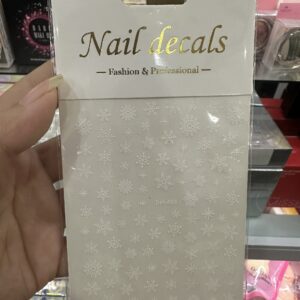 Nail decals
— Fashion & Professional —